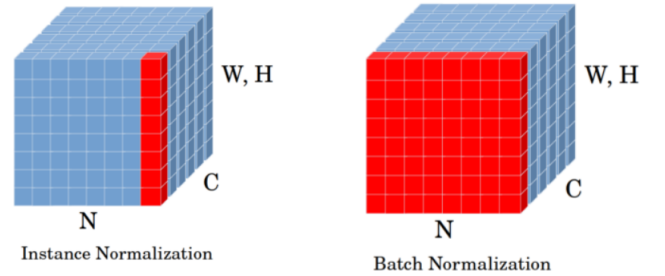 W, H
C
N
Instance Normalization
W, H
C
N
Batch Normalization